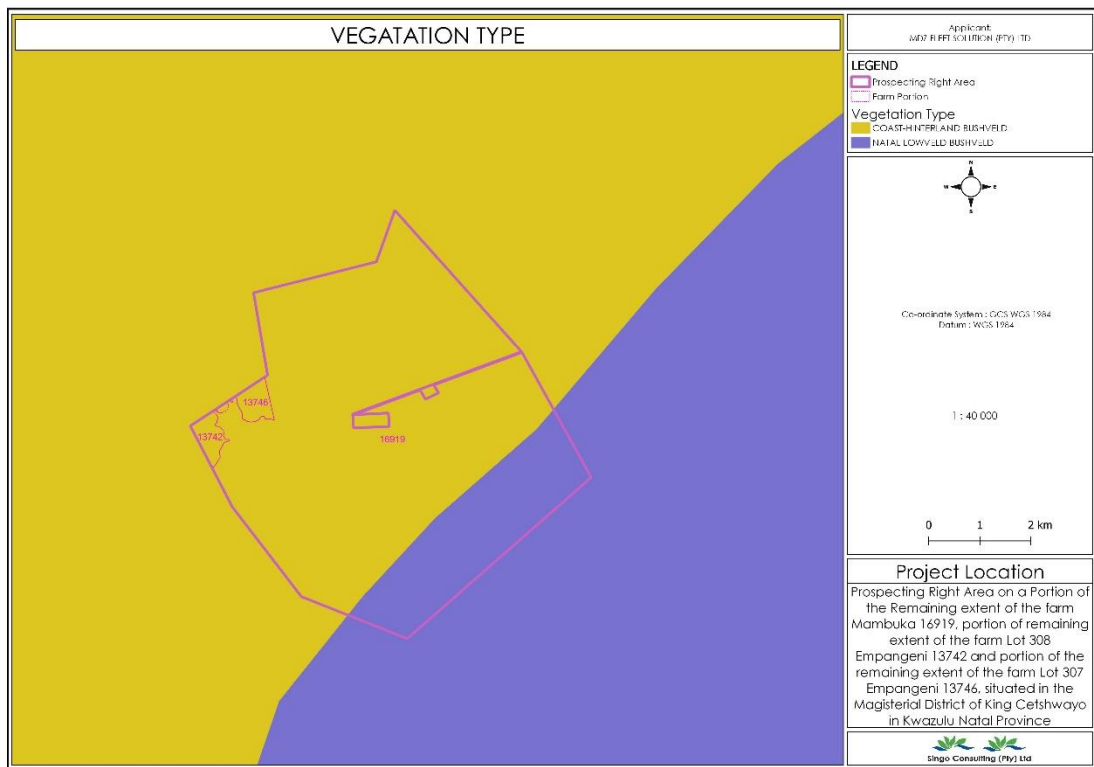 VEGATATION TYPE
Applicant:
MDZ FLEET SOLUTION (PTY) LTD
LEGEND
Prospecting Right Area
Farm Portion
Vegetation Type
COAST-HINTERLAND BUSHVELD
NATAL LOWVELD BUSHVELD
N
W
E
S
Co-ordinate System : GCS WGS 1984
Datum : WGS 1984
1 : 40 000
0 1 2 km
13746
13742
16919
Project Location
Prospecting Right Area on a Portion of
the Remaining extent of the farm
Mambuka 16919, portion of remaining
extent of the farm Lot 308
Empangeni 13742 and portion of the
remaining extent of the farm Lot 307
Empangeni 13746, situated in the
Magisterial District of King Cetshwayo
in Kwazulu Natal Province
Singo Consulting (Pty) Ltd